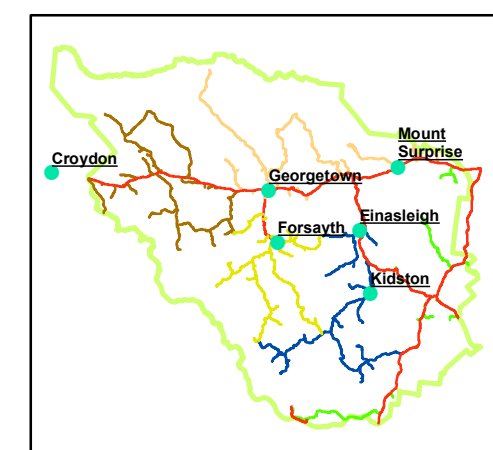 Mount
Surprise
Croydon
Georgetown
Forsayth
Einasleigh
Kidston